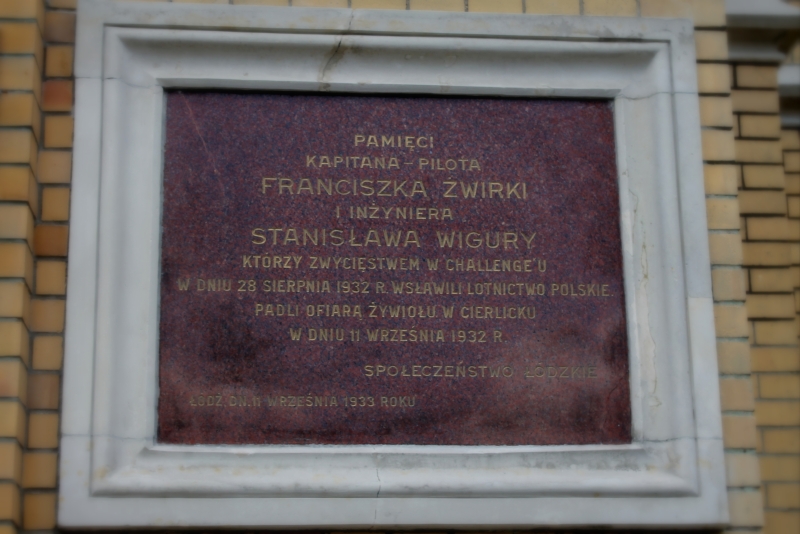 PAMIĘCI
KAPITANA-PILOTA
FRANCISZKA ŻWIRKI
I INŻYNIERA
STANISŁAWA WIGURY
KTÓRZY ZWYCIĘSTWEM W CHALLENGE'U
W DNIU 28 SIERPNIA 1932 R. WSŁAWILI LOTNICTWO POLSKIE.
PADLI OFIARĄ ŻYWIOŁU W CIERLICKU
W DNIU 11 WRZEŚNIA 1932 R.
SPOŁECZEŃSTWO ŁÓDZKIE
ŁÓDŹ, DN. 11 WRZEŚNIA 1933 ROKU